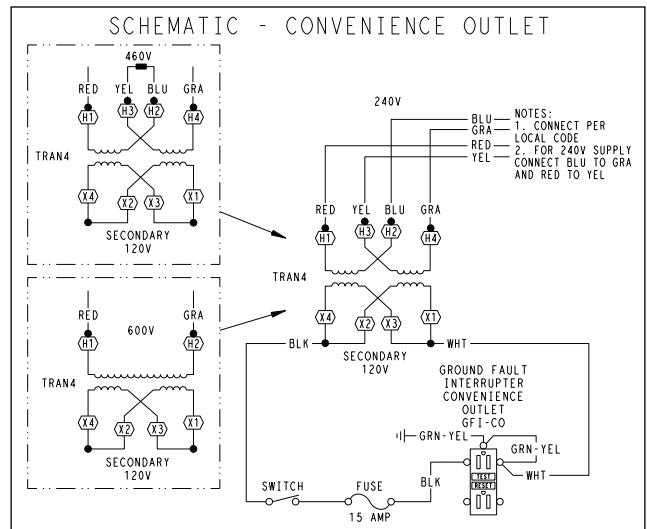 SCHEMATIC - CONVENIENCE OUTLET
460V
RED YEL BLU GRA
H1 H3 H2 H4
TRAN4
X4 X2 X3 X1
SECONDARY
120V
RED GRA
600V
H1 H2
TRAN4
X4 X2 X3 X1
SECONDARY
120V
240V
BLU
GRA
RED
YEL
NOTES:
1. CONNECT PER
LOCAL CODE
2. FOR 240V SUPPLY
CONNECT BLU TO GRA
AND RED TO YEL
RED YEL BLU GRA
H1 H3 H2 H4
TRAN4
X4 X2 X3 X1
BLK
SECONDARY
120V
WHT
GROUND FAULT
INTERRUPTER
CONVENIENCE
OUTLET
GFI-CO
GRN-YEL
GRN-YEL
BLK
WHT
TEST
RESET
SWITCH
FUSE
15 AMP